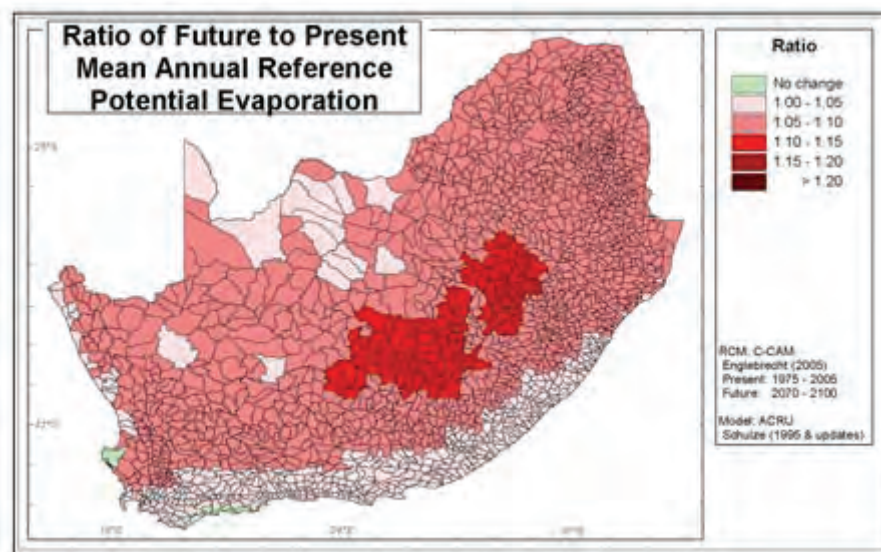 Ratio of Future to Present
Mean Annual Reference
Potential Evaporation
Ratio
No change
1.00 - 1.05
1.05 - 1.10
1.10 - 1.15
1.15 - 1.20
> 1.20
RCM: C-CAM
Englebrecht (2005)
Present: 1975 - 2005
Future: 2070 - 2100
Model: ACRU
Schulze (1995 & updates)